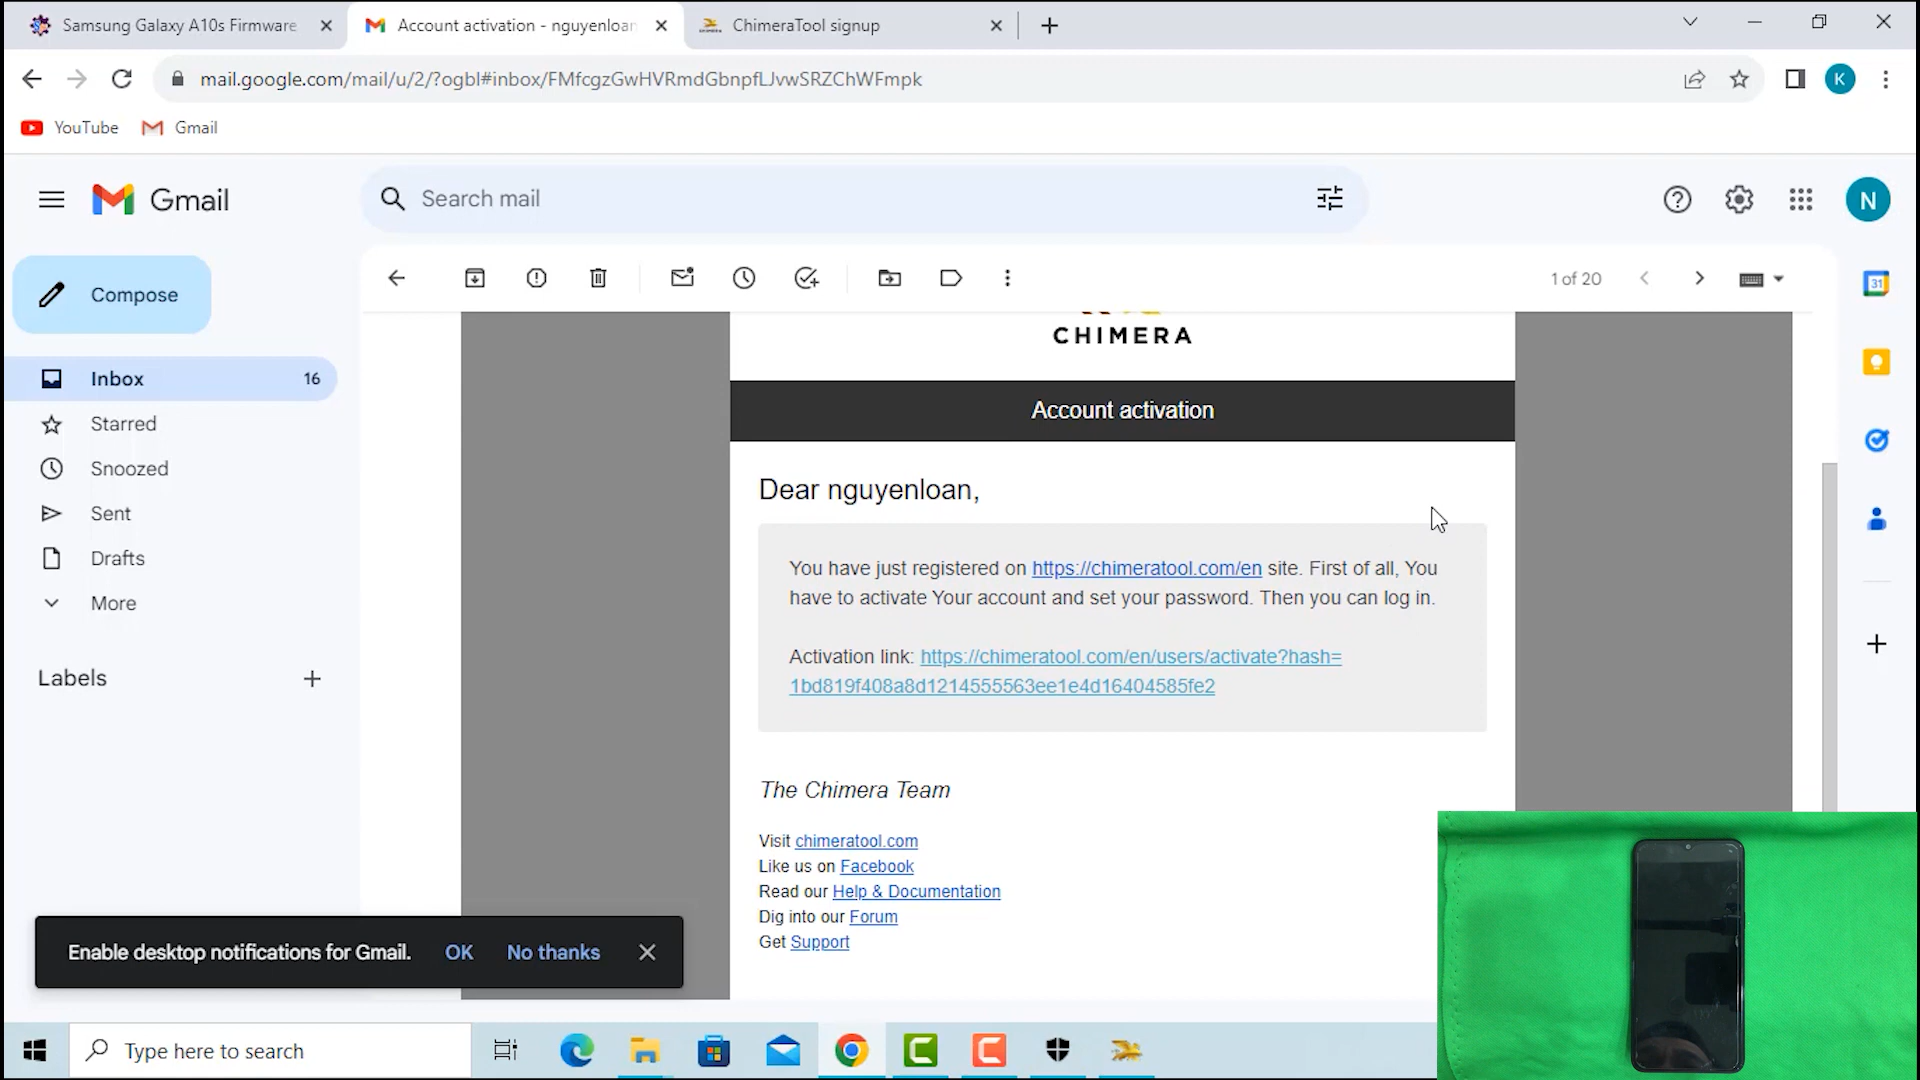 Samsung Galaxy A10s Firmware
Account activation - nguyenloan
ChimeraTool signup
mail.google.com/mail/u/2/?ogbl#inbox/FMfcgzGwHVRmdGbnpfLJvwSRZChWFmpk
K
YouTube
Gmail
Gmail
Search mail
N
Compose
1 of 20
31
CHIMERA
Inbox
16
Account activation
Starred
Snoozed
Dear nguyenloan,
Sent
Drafts
You have just registered on https://chimeratool.com/en site. First of all, You
have to activate Your account and set your password. Then you can log in.
More
Activation link: https://chimeratool.com/en/users/activate?hash=
1bd819f408a8d1214555563ee1e4d16404585fe2
Labels
The Chimera Team
Visit chimeratool.com
Like us on Facebook
Read our Help & Documentation
Dig into our Forum
Get Support
Enable desktop notifications for Gmail.
OK
No thanks
Type here to search